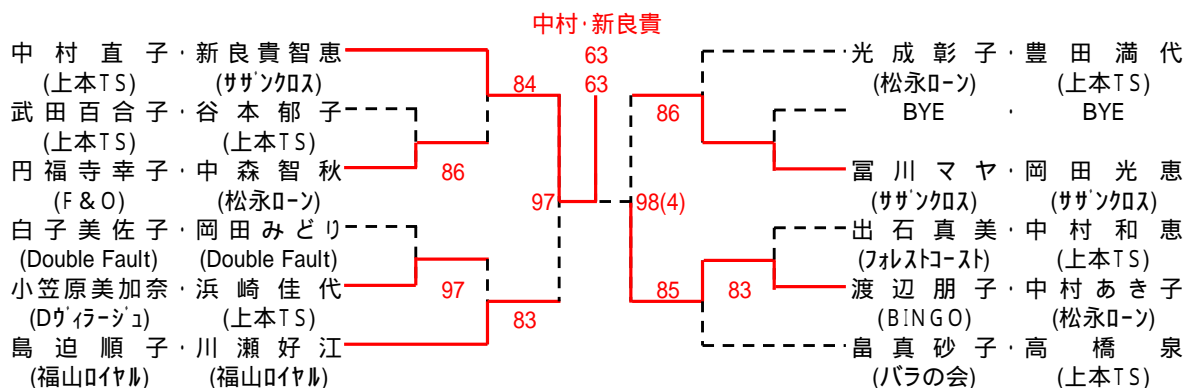 中村・新良貴
63
63
中村直子・新良貴智恵
(上本TS) (サザンクロス)
84
武田百合子・谷本郁子
(上本TS) (上本TS)
86
円福寺幸子・中森智秋
(F&O) (松永ローン)
97
白子美佐子・岡田みどり
(Double Fault) (Double Fault)
97
小笠原美加奈・浜崎佳代
(Dヴィラージュ) (上本TS)
83
島迫順子・川瀬好江
(福山ロイヤル) (福山ロイヤル)
光成彰子・豊田満代
(松永ローン) (上本TS)
86
BYE・BYE
冨川マヤ・岡田光恵
(サザンクロス) (サザンクロス)
98(4)
出石真美・中村和恵
(フォレストコースト) (上本TS)
85
83
渡辺朋子・中村あき子
(BINGO) (松永ローン)
畠真砂子・高橋泉
(バラの会) (上本TS)